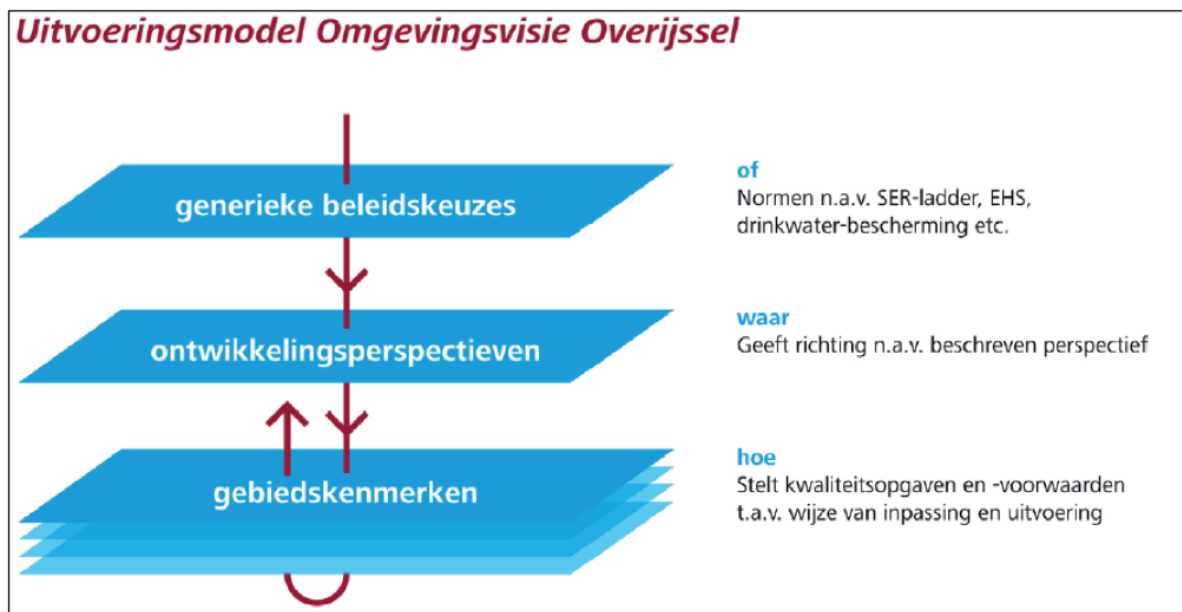 Uitvoeringsmodel Omgevingsvisie Overijssel
generieke beleidskeuzes
of
Normen n.a.v. SER-ladder, EHS,
drinkwater-bescherming etc.
ontwikkelingsperspectieven
waar
Geeft richting n.a.v. beschreven perspectief
gebiedskenmerken
hoe
Stelt kwaliteitsopgaven en -voorwaarden
t.a.v. wijze van inpassing en uitvoering